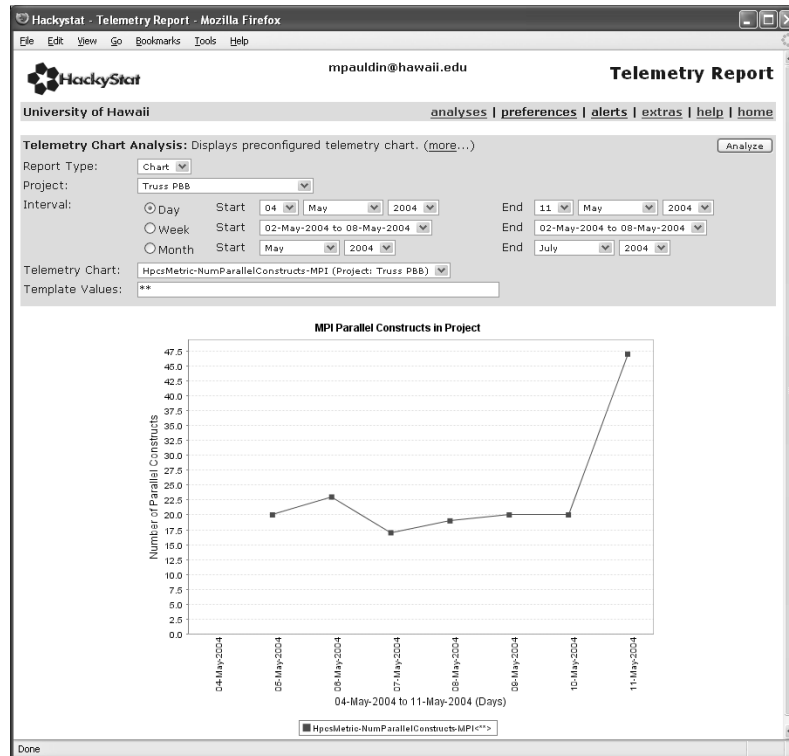 Hackystat - Telemetry Report - Mozilla Firefox
File Edit View Go Bookmarks Tools Help
HackyStat mpauldin@hawaii.edu Telemetry Report
University of Hawaii analyses | preferences | alerts | extras | help | home
Telemetry Chart Analysis: Displays preconfigured telemetry chart. (more...) Analyze
Report Type: Chart
Project: Truss PBB
Interval: Day Start 04 May 2004 End 11 May 2004
Week Start 02-May-2004 to 08-May-2004 End 02-May-2004 to 08-May-2004
Month Start May 2004 End July 2004
Telemetry Chart: HpcsMetric-NumParallelConstructs-MPI (Project: Truss PBB)
Template Values: **
MPI Parallel Constructs in Project
Number of Parallel Constructs
47.5
45.0
42.5
40.0
37.5
35.0
32.5
30.0
27.5
25.0
22.5
20.0
17.5
15.0
12.5
10.0
7.5
5.0
2.5
0.0
04-May-2004
05-May-2004
06-May-2004
07-May-2004
08-May-2004
09-May-2004
10-May-2004
11-May-2004
04-May-2004 to 11-May-2004 (Days)
HpcsMetric-NumParallelConstructs-MPI<**>
Done